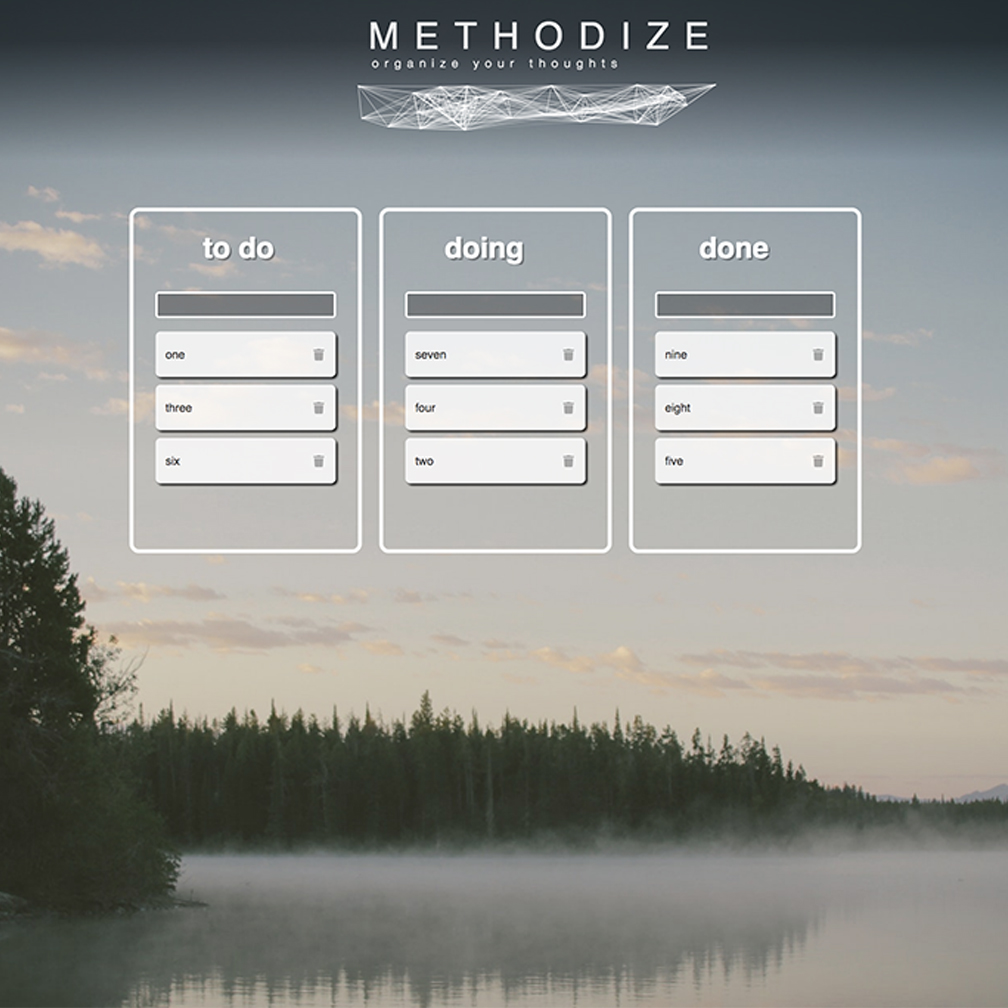 METHODIZE
organize your thoughts
to do
one
three
six
doing
seven
four
two
done
nine
eight
five